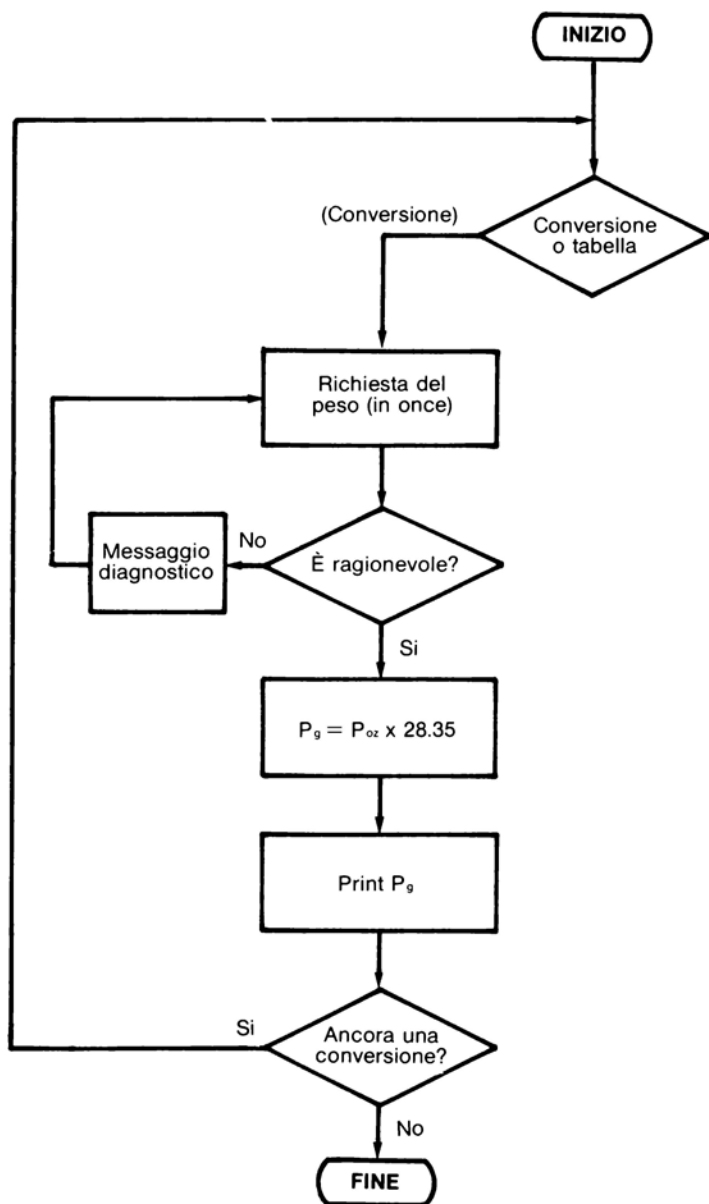 INIZIO
(Conversione)
Conversione
o tabella
Richiesta del
peso (in once)
Messaggio
diagnostico
No
È ragionevole?
Si
Pg = Poz x 28.35
Print Pg
Si
Ancora una
conversione?
No
FINE